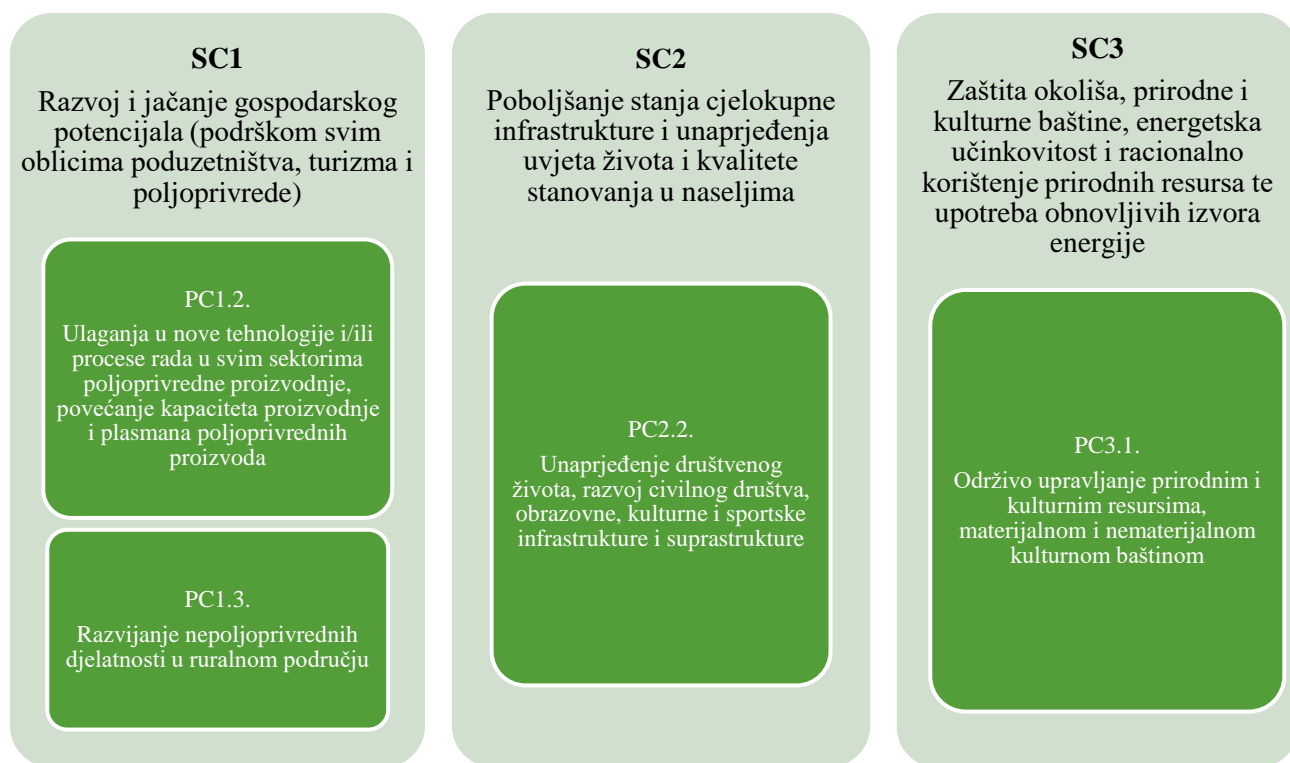 SC1
Razvoj i jačanje gospodarskog
potencijala (podrškom svim
oblicima poduzetništva, turizma i
poljoprivrede)
PC1.2.
Ulaganja u nove tehnologije i/ili
procese rada u svim sektorima
poljoprivredne proizvodnje,
povećanje kapaciteta proizvodnje
i plasmana poljoprivrednih
proizvoda
PC1.3.
Razvijanje nepoljoprivrednih
djelatnosti u ruralnom području
SC2
Poboljšanje stanja cjelokupne
infrastrukture i unaprjeđenja
uvjeta života i kvalitete
stanovanja u naseljima
PC2.2.
Unaprjeđenje društvenog
života, razvoj civilnog društva,
obrazovne, kulturne i sportske
infrastrukture i suprastrukture
SC3
Zaštita okoliša, prirodne i
kulturne baštine, energetska
učinkovitost i racionalno
korištenje prirodnih resursa te
upotreba obnovljivih izvora
energije
PC3.1.
Održivo upravljanje prirodnim i
kulturnim resursima,
materijalnom i nematerijalnom
kulturnom baštinom